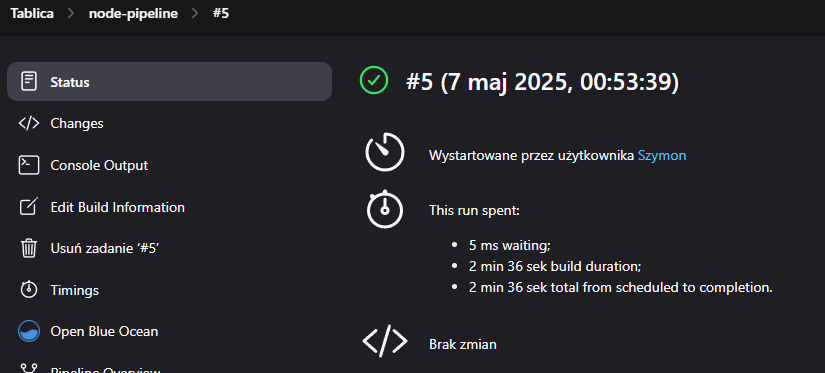 Tablica > node-pipeline > #5
Status
Changes
Console Output
Edit Build Information
Usuń zadanie ‘#5’
Timings
Open Blue Ocean
Pipeline Overview
#5 (7 maj 2025, 00:53:39)
Wystartowane przez użytkownika Szymon
This run spent:
• 5 ms waiting;
• 2 min 36 sek build duration;
• 2 min 36 sek total from scheduled to completion.
Brak zmian